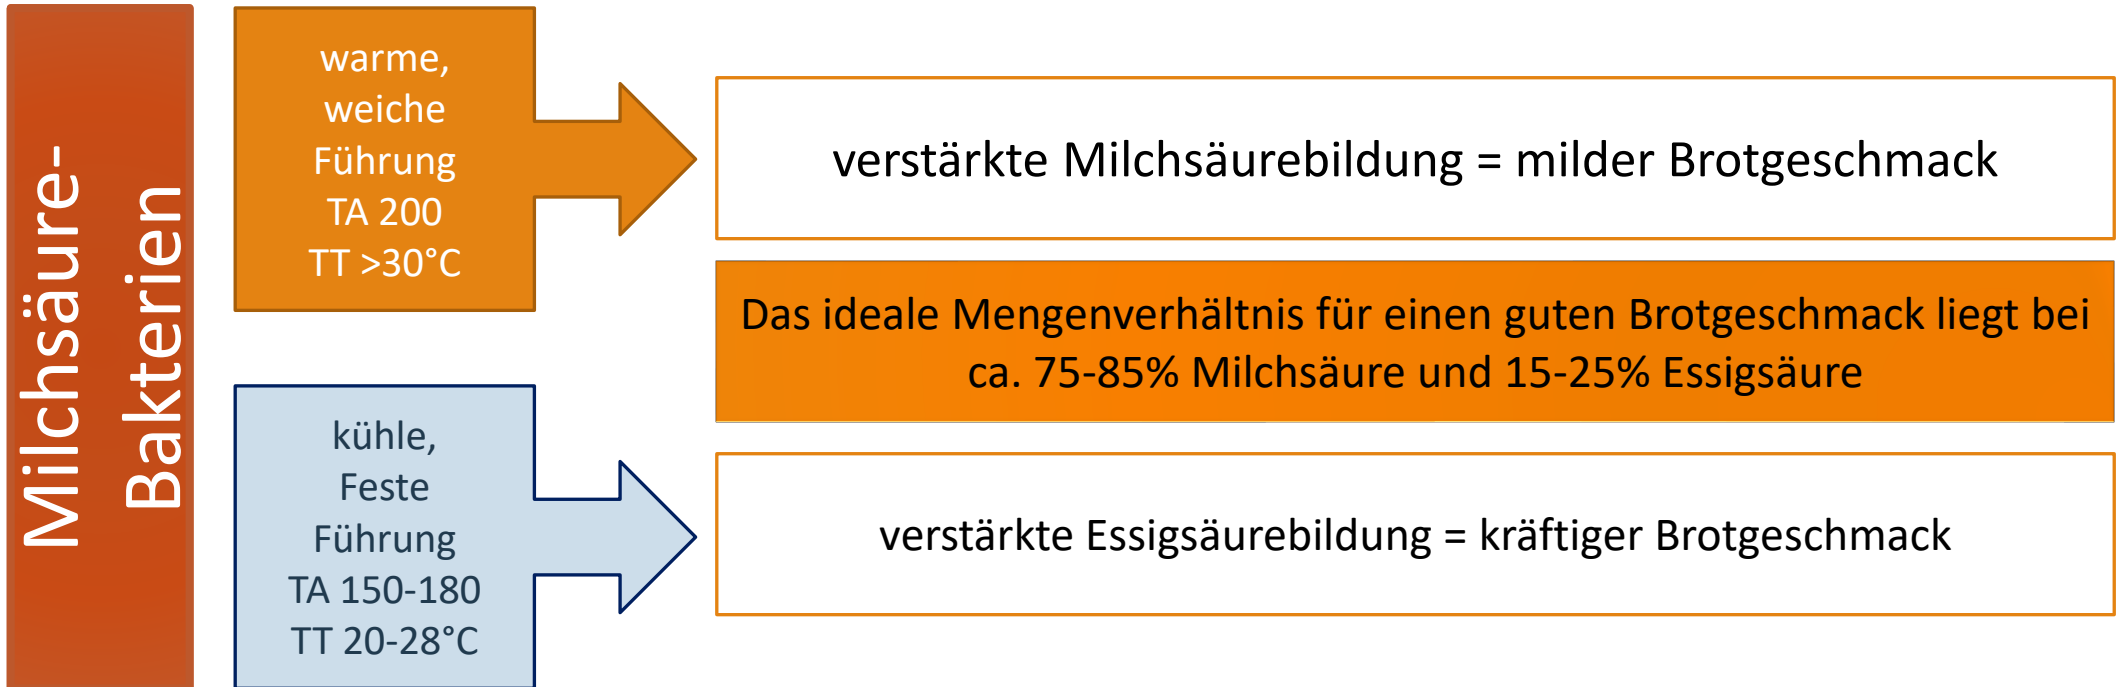 Milchsäure-
Bakterien
warme,
weiche
Führung
TA 200
TT >30°C
verstärkte Milchsäurebildung = milder Brotgeschmack
Das ideale Mengenverhältnis für einen guten Brotgeschmack liegt bei
ca. 75-85% Milchsäure und 15-25% Essigsäure
kühle,
Feste
Führung
TA 150-180
TT 20-28°C
verstärkte Essigsäurebildung = kräftiger Brotgeschmack